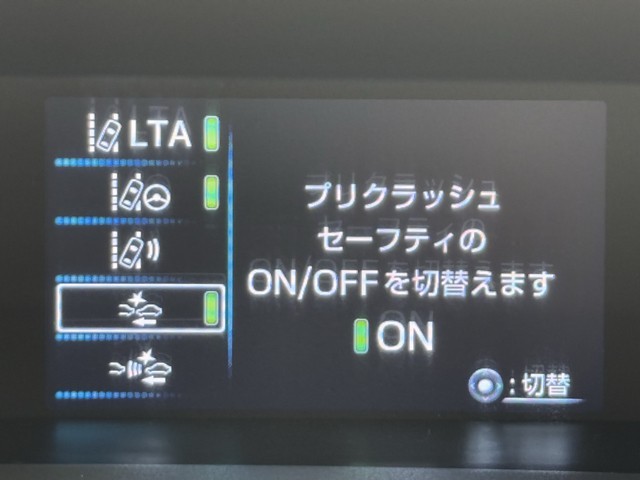 LTA
プリクラッシュ
セーフティの
ON/OFFを切替えます
ON
:切替